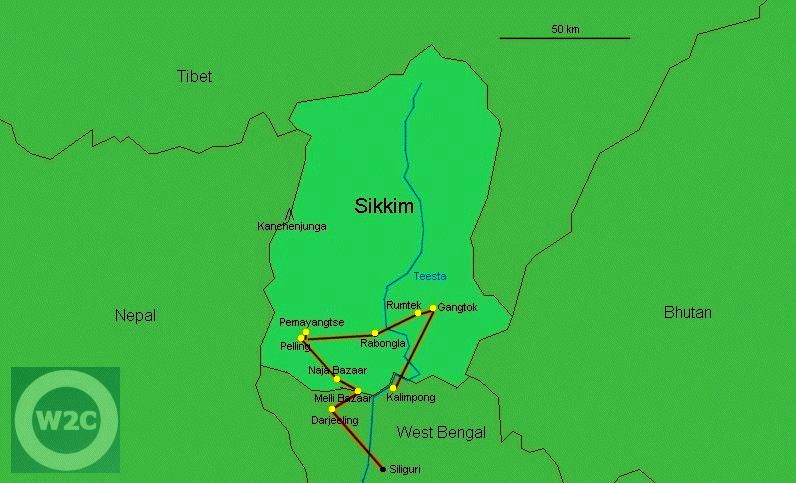 50 km
Tibet
Sikkim
Kanchenjunga
Teesta
Rumtek
Gangtok
Nepal
Bhutan
Pemayangtse
Pelling
Rabongla
Naja Bazaar
Melli Bazaar
Kalimpong
Darjeeling
West Bengal
W2C
Siliguri